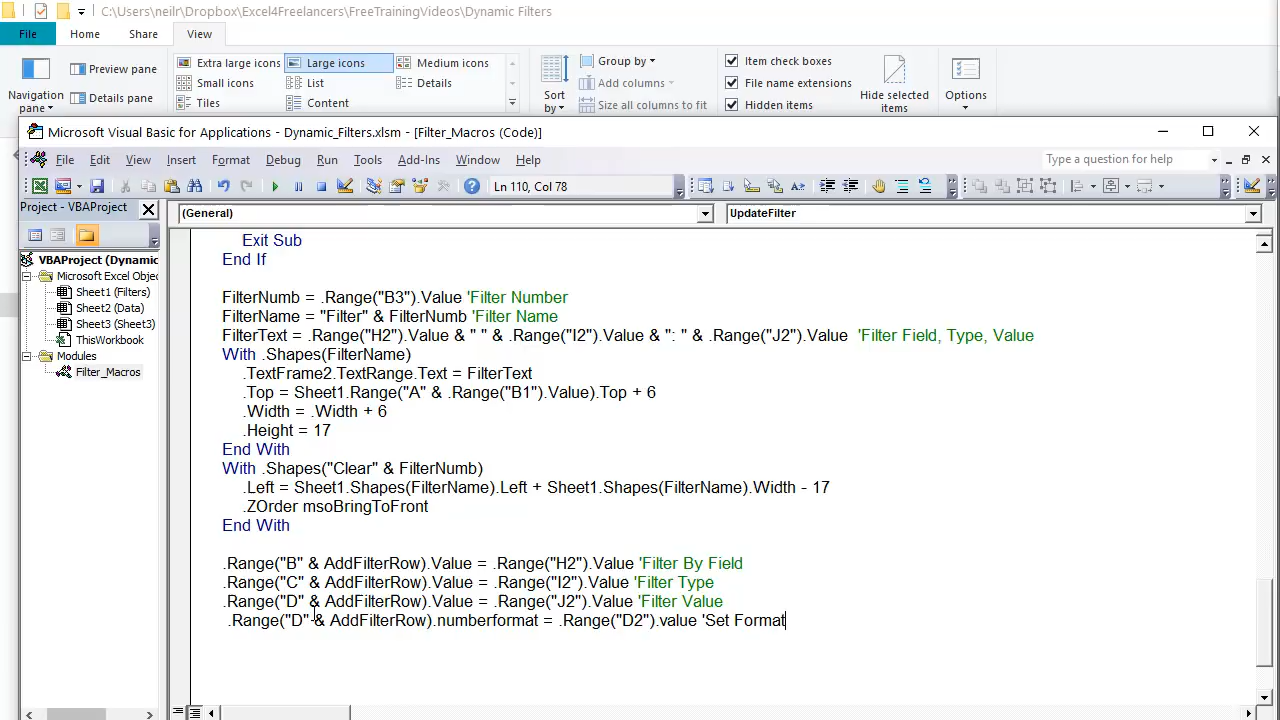 C:\Users\neilr\Dropbox\Excel4Freelancers\FreeTrainingVideos\Dynamic Filters
File Home Share View
Extra large icons Large icons Medium icons
Small icons List Details
Tiles Content
Navigation pane
Preview pane
Details pane
Sort by
Group by
Add columns
Size all columns to fit
Item check boxes
File name extensions
Hidden items
Hide selected items
Options
Microsoft Visual Basic for Applications - Dynamic_Filters.xlsm - [Filter_Macros (Code)]
File Edit View Insert Format Debug Run Tools Add-Ins Window Help
Type a question for help
Ln 110, Col 78
Project - VBAProject
(General) UpdateFilter
VBAProject (Dynamic
Microsoft Excel Objec
Sheet1 (Filters)
Sheet2 (Data)
Sheet3 (Sheet3)
ThisWorkbook
Modules
Filter_Macros
Exit Sub
End If
FilterNumb = .Range("B3").Value 'Filter Number
FilterName = "Filter" & FilterNumb 'Filter Name
FilterText = .Range("H2").Value & " " & .Range("I2").Value & ": " & .Range("J2").Value 'Filter Field, Type, Value
With .Shapes(FilterName)
.TextFrame2.TextRange.Text = FilterText
.Top = Sheet1.Range("A" & .Range("B1").Value).Top + 6
.Width = .Width + 6
.Height = 17
End With
With .Shapes("Clear" & FilterNumb)
.Left = Sheet1.Shapes(FilterName).Left + Sheet1.Shapes(FilterName).Width - 17
.ZOrder msoBringToFront
End With
.Range("B" & AddFilterRow).Value = .Range("H2").Value 'Filter By Field
.Range("C" & AddFilterRow).Value = .Range("I2").Value 'Filter Type
.Range("D" & AddFilterRow).Value = .Range("J2").Value 'Filter Value
.Range("D" & AddFilterRow).numberformat = .Range("D2").value 'Set Format